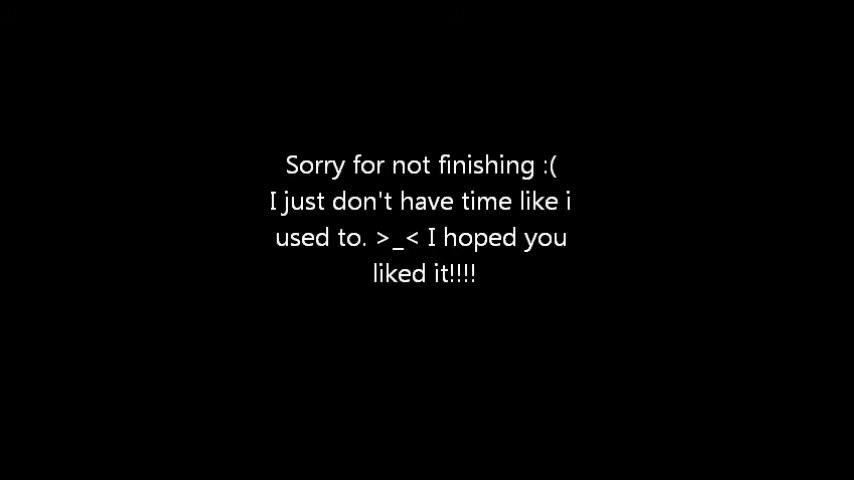 Sorry for not finishing :(
I just don't have time like i
used to. >_< I hoped you
liked it!!!!